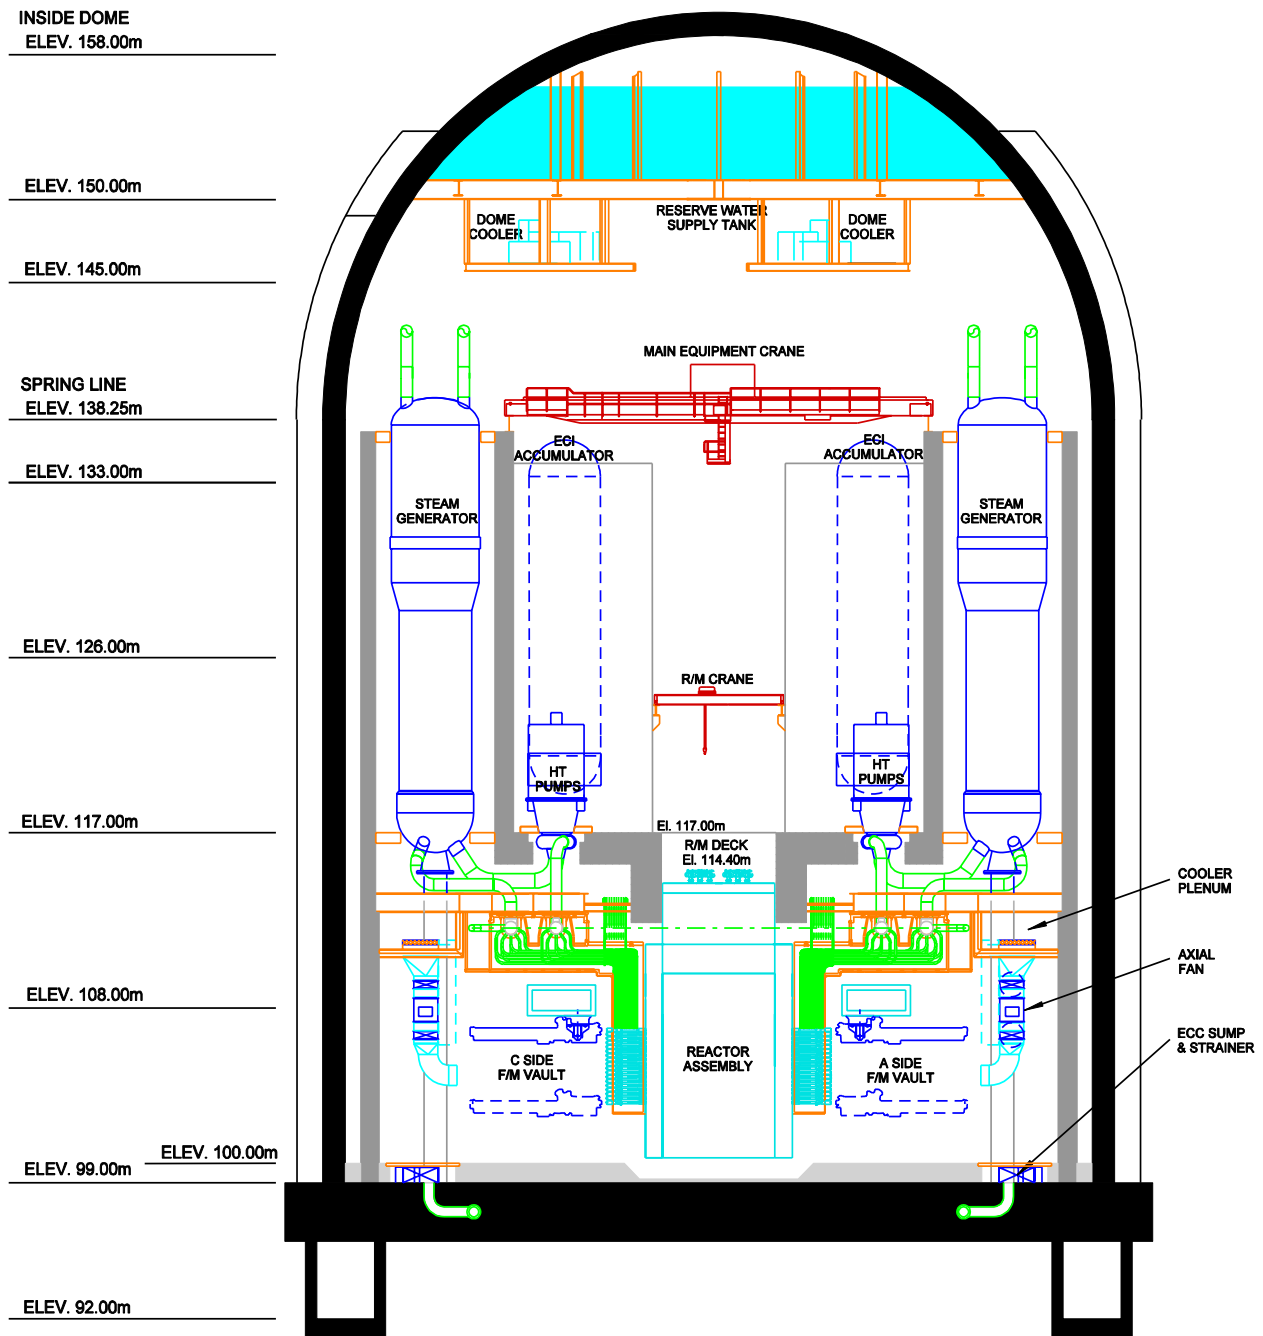 INSIDE DOME
ELEV. 158.00m
ELEV. 150.00m
DOME
COOLER
RESERVE WATER
SUPPLY TANK
DOME
COOLER
ELEV. 145.00m
MAIN EQUIPMENT CRANE
SPRING LINE
ELEV. 138.25m
ECI
ACCUMULATOR
ECI
ACCUMULATOR
ELEV. 133.00m
STEAM
GENERATOR
STEAM
GENERATOR
ELEV. 126.00m
R/M CRANE
HT
PUMPS
HT
PUMPS
ELEV. 117.00m
El. 117.00m
R/M DECK
El. 114.40m
COOLER
PLENUM
AXIAL
FAN
ELEV. 108.00m
ECC SUMP
& STRAINER
C SIDE
F/M VAULT
REACTOR
ASSEMBLY
A SIDE
F/M VAULT
ELEV. 100.00m
ELEV. 99.00m
ELEV. 92.00m